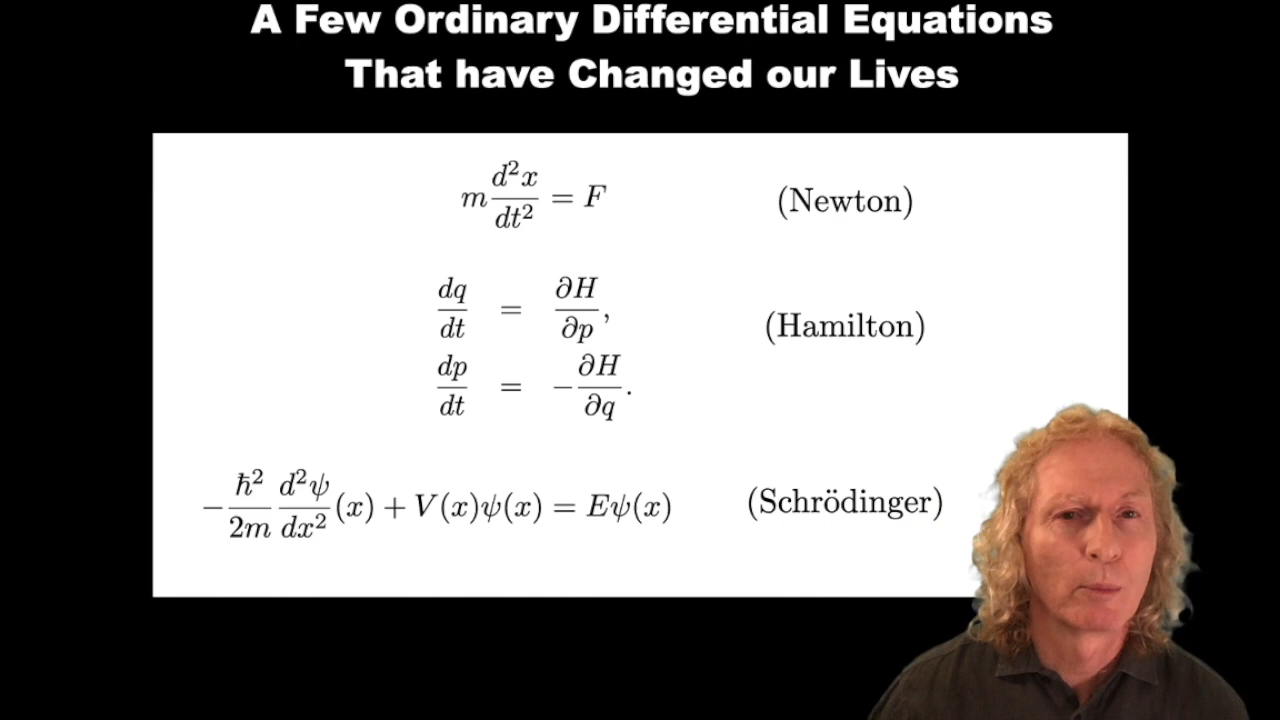 A Few Ordinary Differential Equations
That have Changed our Lives
m d²x/dt² = F (Newton)
dq/dt = ∂H/∂p, (Hamilton)
dp/dt = −∂H/∂q.
−ħ²/2m d²ψ/dx² (x) + V(x)ψ(x) = Eψ(x) (Schrödinger)